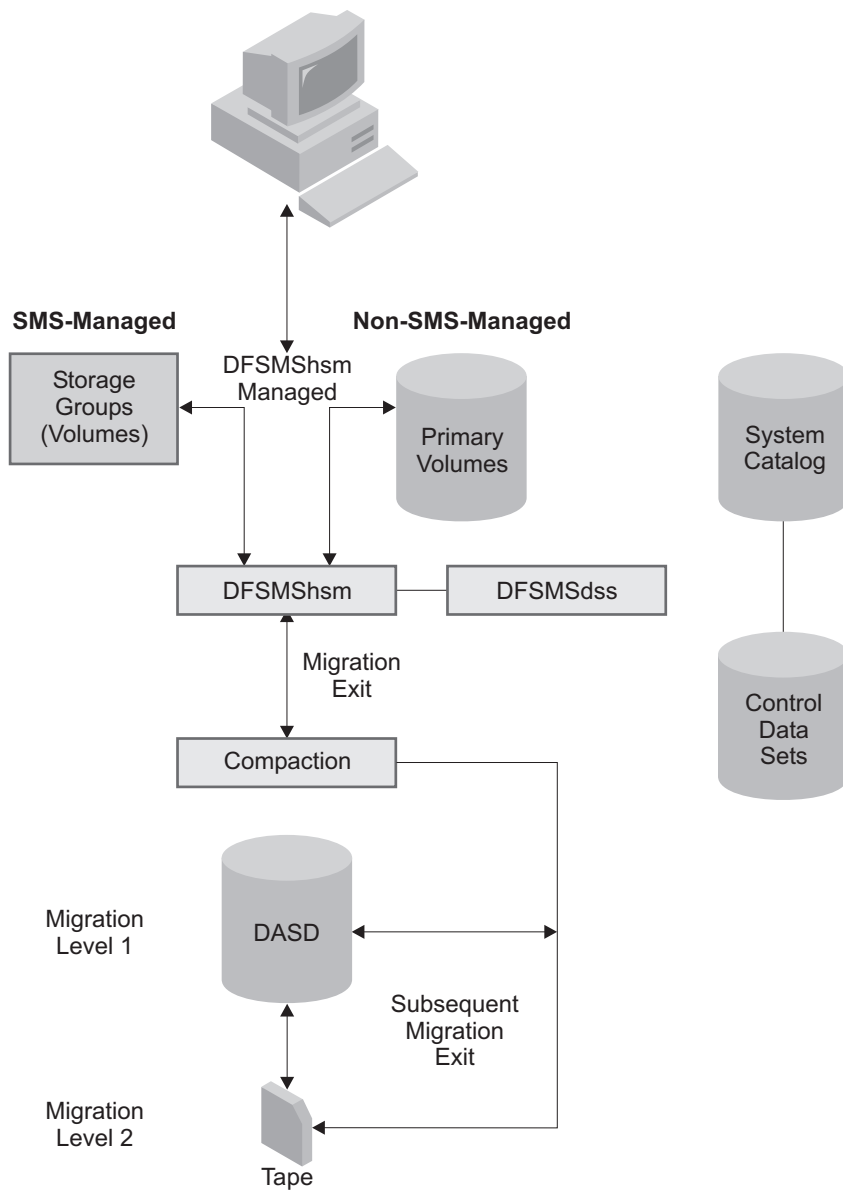 SMS-Managed
Non-SMS-Managed
DFSMShsm
Managed
Storage
Groups
(Volumes)
Primary
Volumes
System
Catalog
DFSMShsm
DFSMSdss
Migration
Exit
Control
Data
Sets
Compaction
Migration
Level 1
DASD
Subsequent
Migration
Exit
Migration
Level 2
Tape